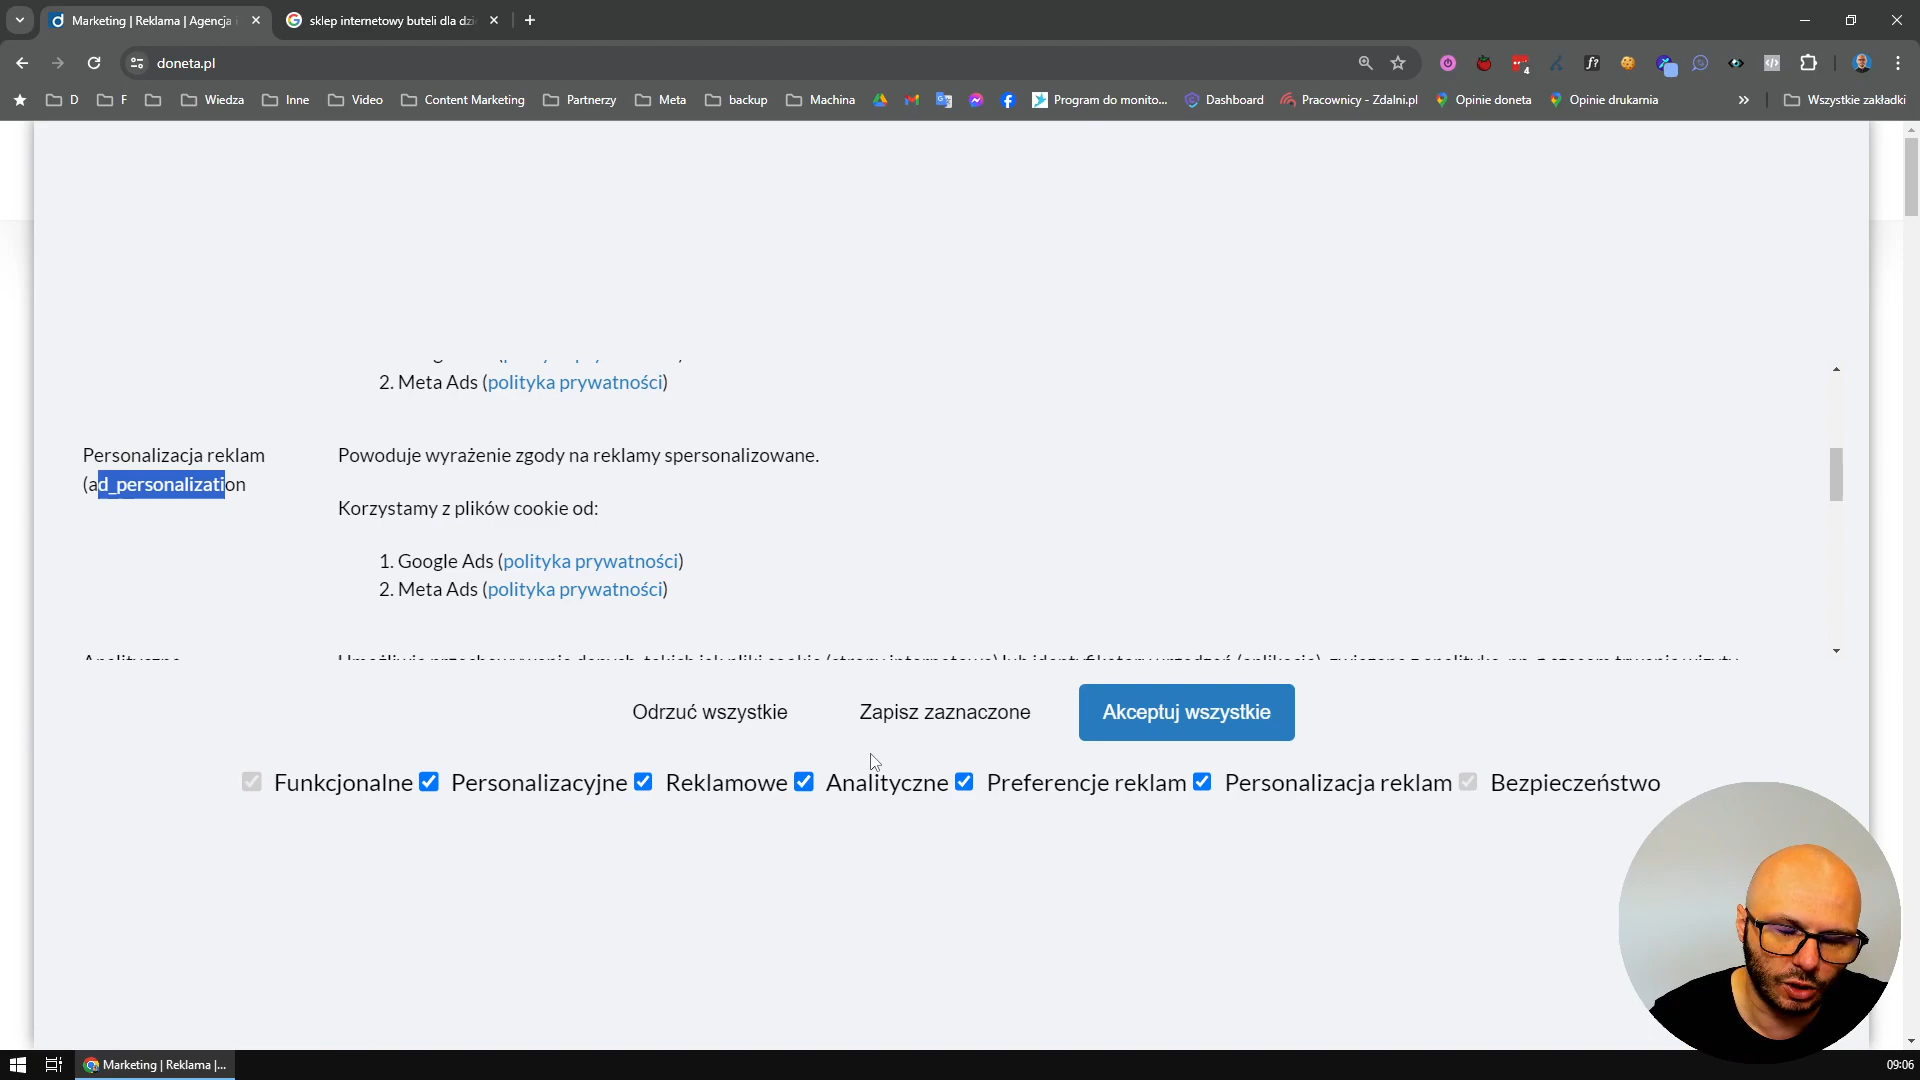 Marketing | Reklama | Agencja
sklep internetowy buteli dla dzie
doneta.pl
D
F
Wiedza
Inne
Video
Content Marketing
Partnerzy
Meta
backup
Machina
Program do monito...
Dashboard
Pracownicy - Zdalni.pl
Opinie doneta
Opinie drukarnia
»
Wszystkie zakładki
2. Meta Ads (polityka prywatności)
Personalizacja reklam
(ad_personalization
Powoduje wyrażenie zgody na reklamy spersonalizowane.
Korzystamy z plików cookie od:
1. Google Ads (polityka prywatności)
2. Meta Ads (polityka prywatności)
Odrzuć wszystkie
Zapisz zaznaczone
Akceptuj wszystkie
Funkcjonalne
Personalizacyjne
Reklamowe
Analityczne
Preferencje reklam
Personalizacja reklam
Bezpieczeństwo
Marketing | Reklama |...
09:06